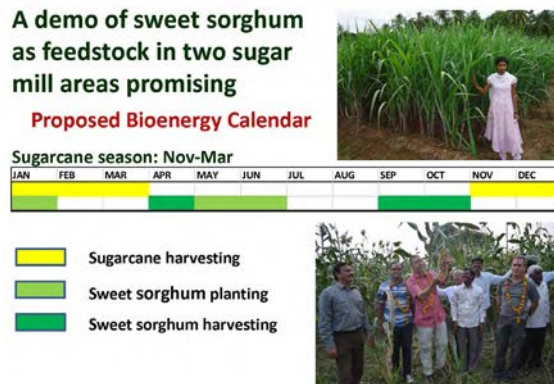 A demo of sweet sorghum
as feedstock in two sugar
mill areas promising
Proposed Bioenergy Calendar
Sugarcane season: Nov-Mar
JAN FEB MAR APR MAY JUN JUL AUG SEP OCT NOV DEC
Sugarcane harvesting
Sweet sorghum planting
Sweet sorghum harvesting